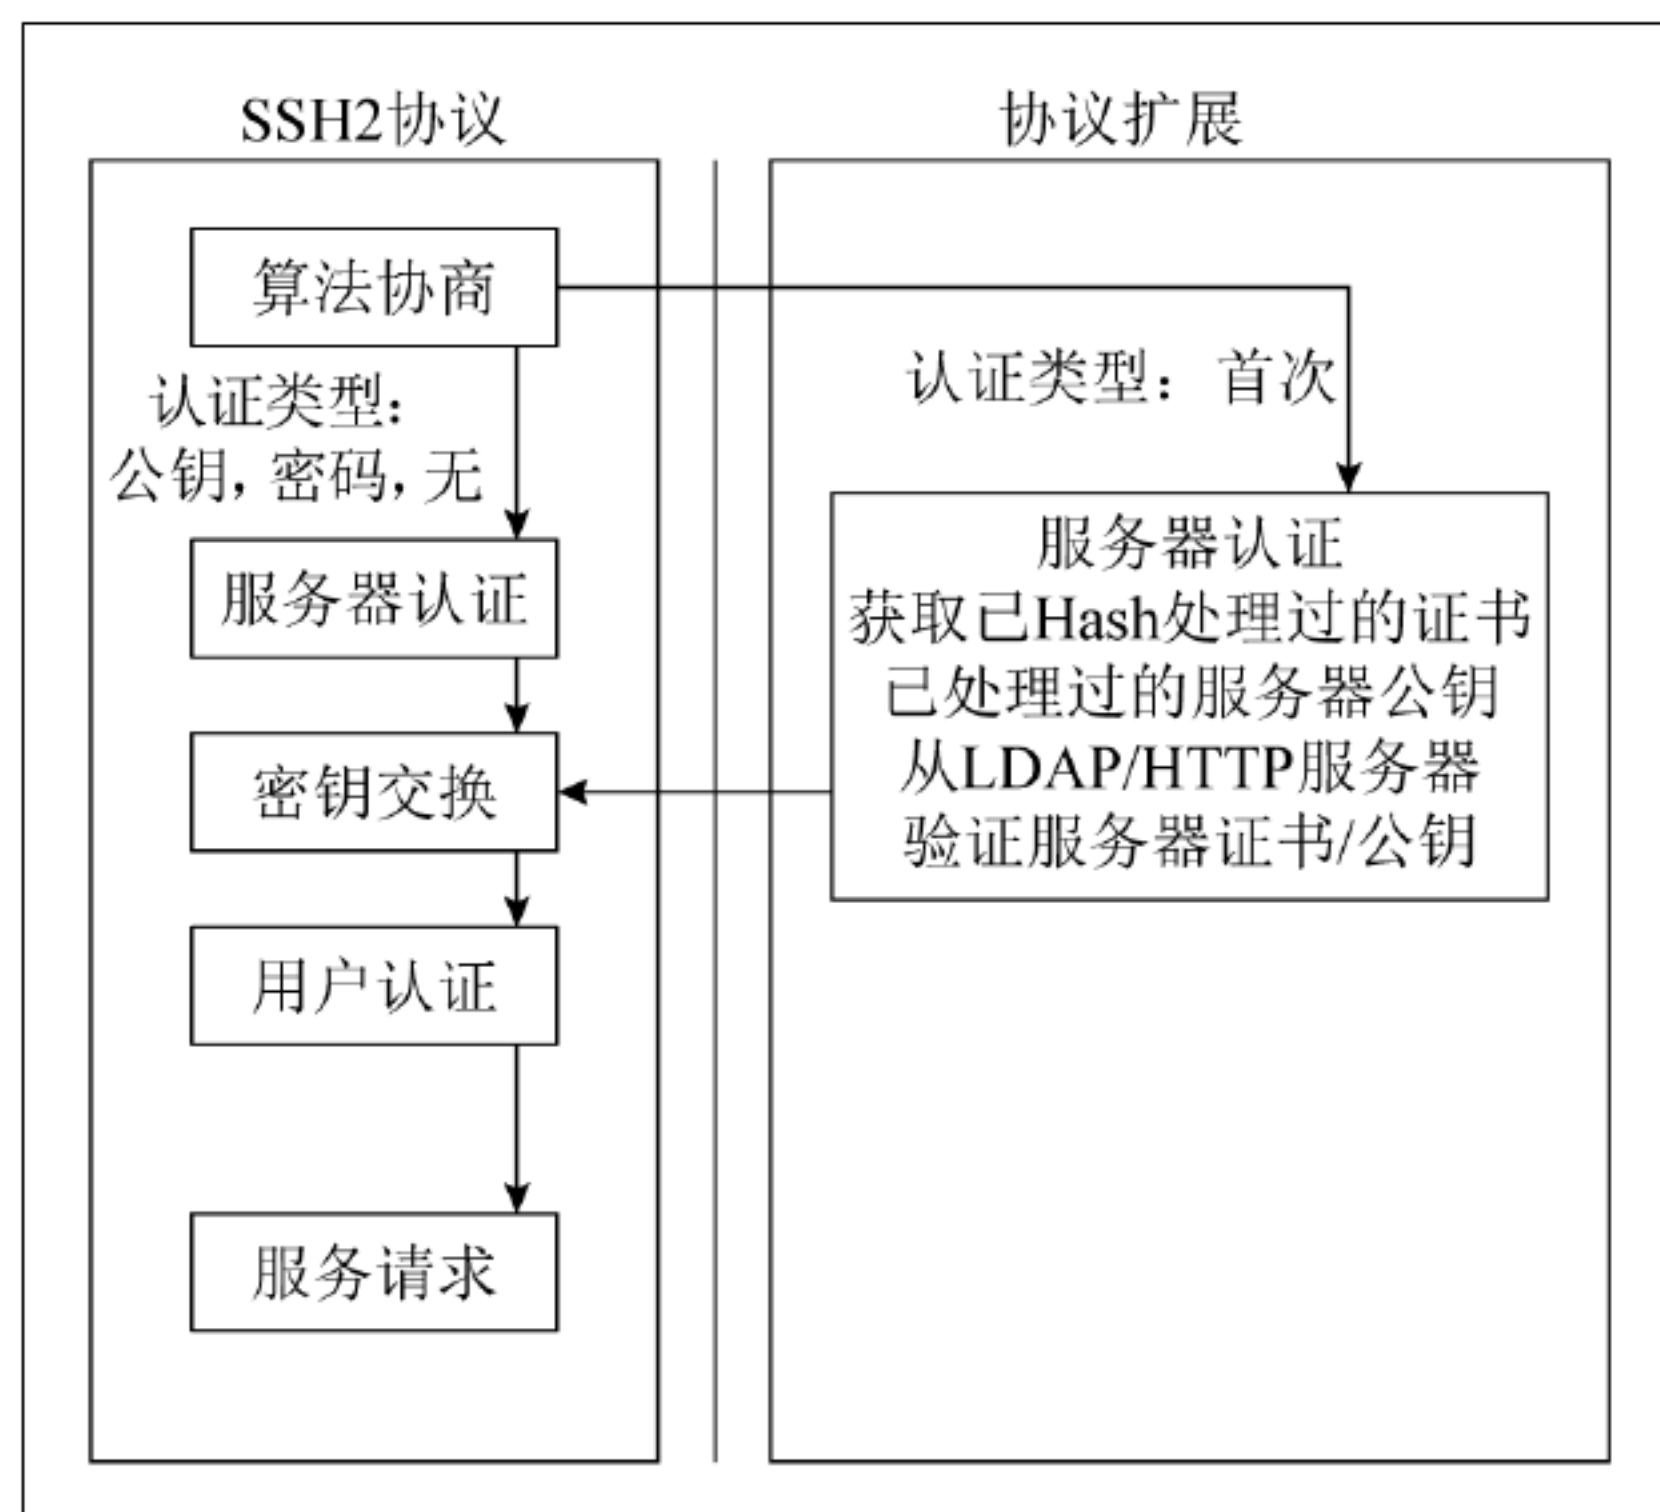 SSH2协议
算法协商
认证类型：
公钥，密码，无
服务器认证
密钥交换
用户认证
服务请求
协议扩展
认证类型：首次
服务器认证
获取已Hash处理过的证书
已处理过的服务器公钥
从LDAP/HTTP服务器
验证服务器证书/公钥